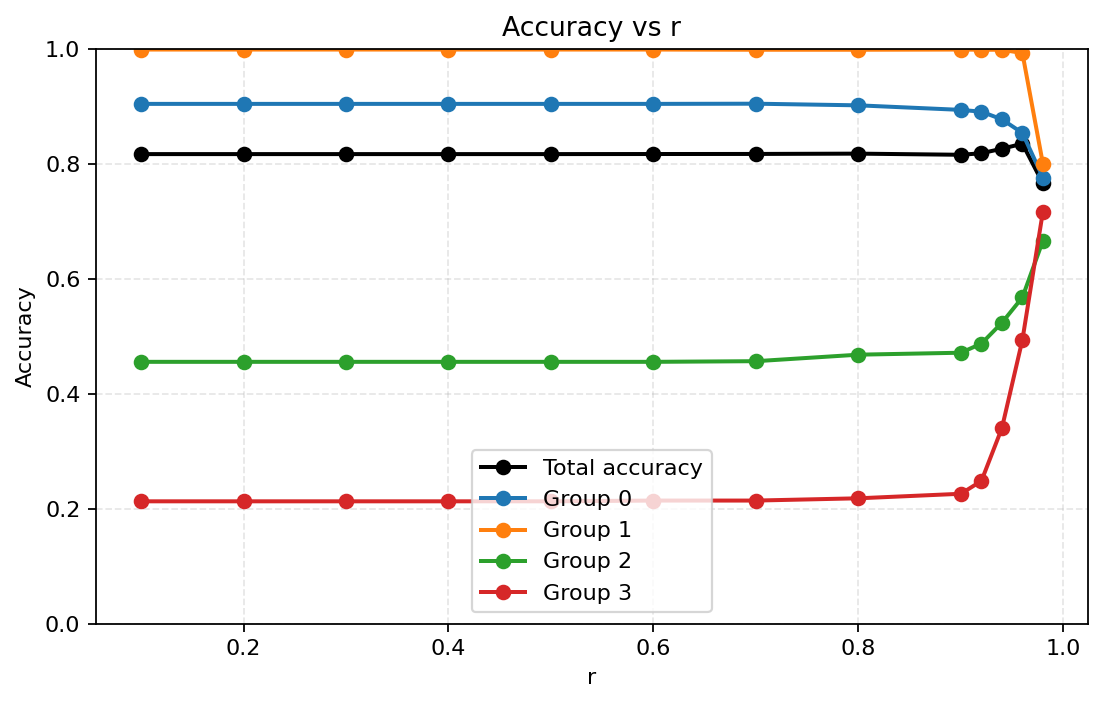 Accuracy vs r
1.0
0.8
0.6
0.4
0.2
0.0
Accuracy
Total accuracy
Group 0
Group 1
Group 2
Group 3
0.2 0.4 0.6 0.8 1.0
r